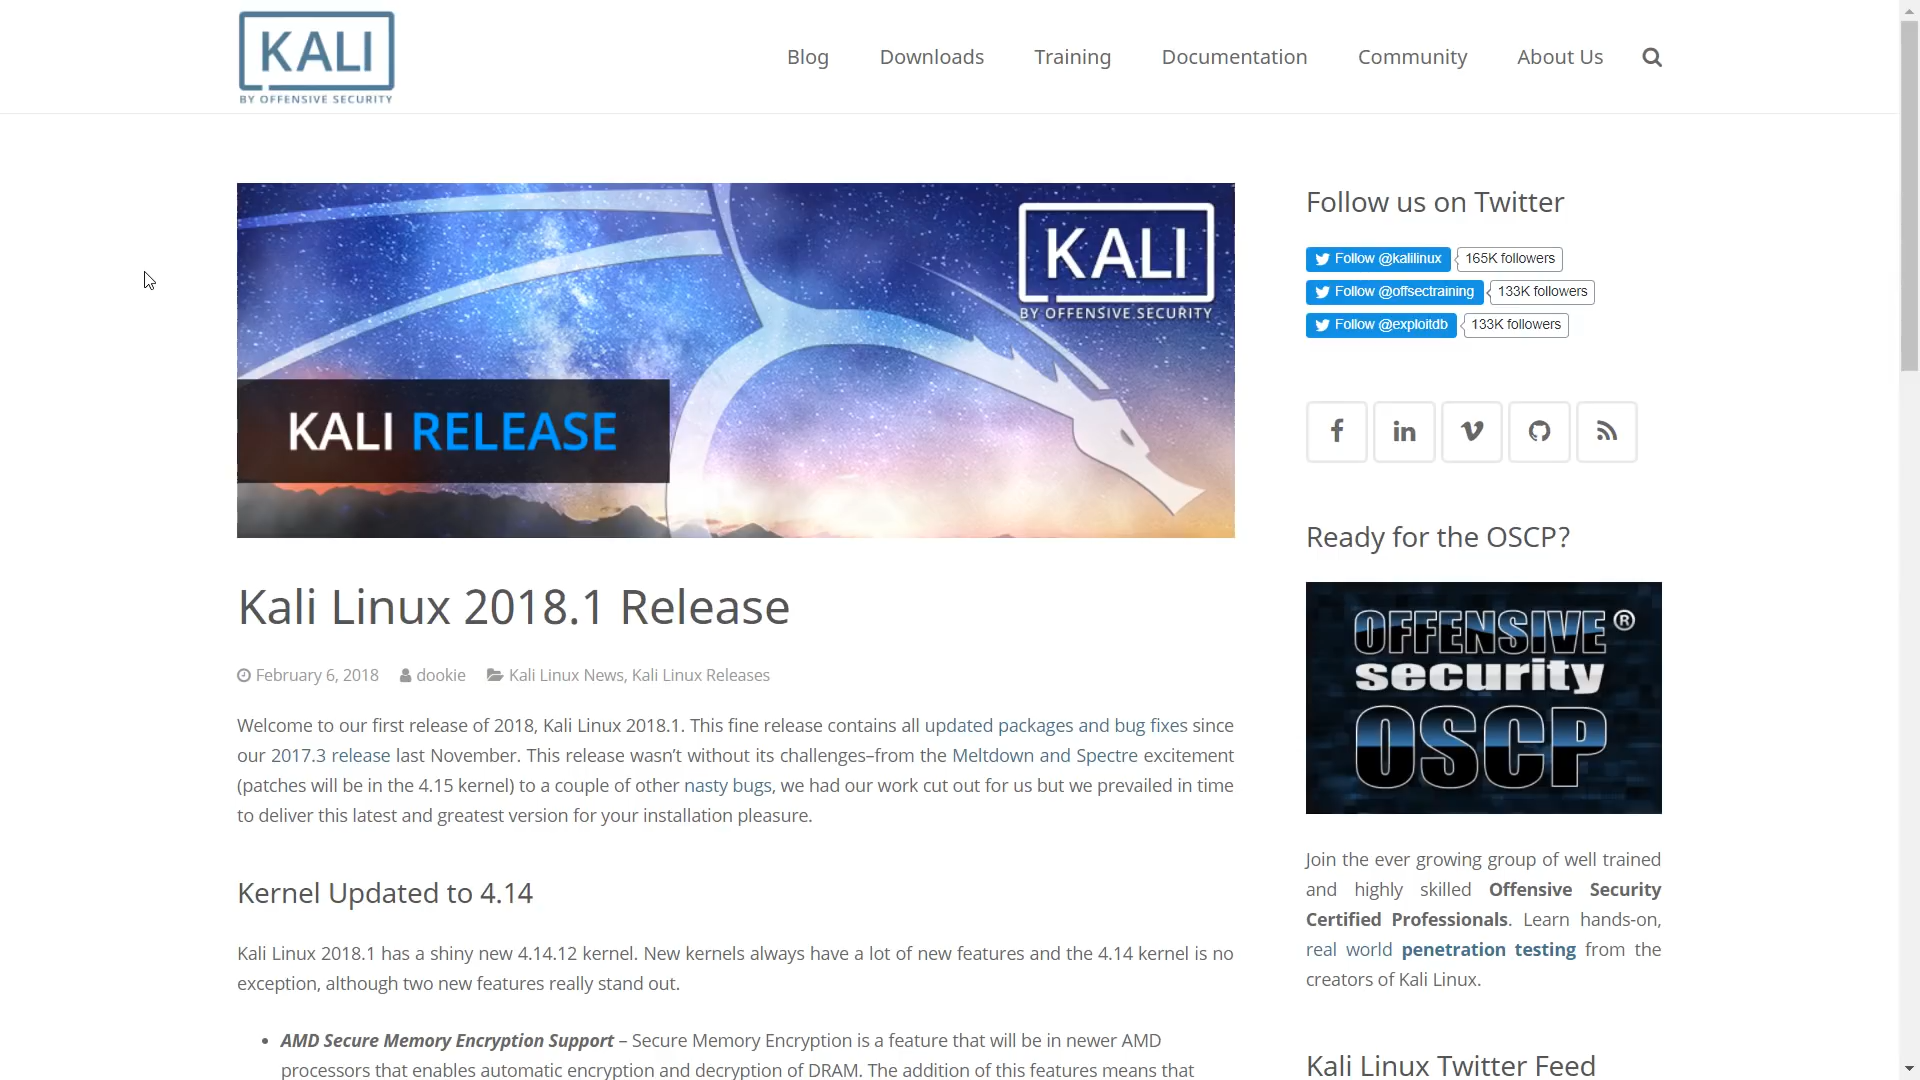 KALI
BY OFFENSIVE SECURITY
Blog
Downloads
Training
Documentation
Community
About Us
KALI
BY OFFENSIVE SECURITY
KALI RELEASE
Kali Linux 2018.1 Release
February 6, 2018 dookie Kali Linux News, Kali Linux Releases
Welcome to our first release of 2018, Kali Linux 2018.1. This fine release contains all updated packages and bug fixes since
our 2017.3 release last November. This release wasn’t without its challenges–from the Meltdown and Spectre excitement
(patches will be in the 4.15 kernel) to a couple of other nasty bugs, we had our work cut out for us but we prevailed in time
to deliver this latest and greatest version for your installation pleasure.
Kernel Updated to 4.14
Kali Linux 2018.1 has a shiny new 4.14.12 kernel. New kernels always have a lot of new features and the 4.14 kernel is no
exception, although two new features really stand out.
• AMD Secure Memory Encryption Support – Secure Memory Encryption is a feature that will be in newer AMD
processors that enables automatic encryption and decryption of DRAM. The addition of this features means that
Follow us on Twitter
Follow @kalilinux 165K followers
Follow @offsectraining 133K followers
Follow @exploitdb 133K followers
Ready for the OSCP?
OFFENSIVE®
security
OSCP
Join the ever growing group of well trained
and highly skilled Offensive Security
Certified Professionals. Learn hands-on,
real world penetration testing from the
creators of Kali Linux.
Kali Linux Twitter Feed